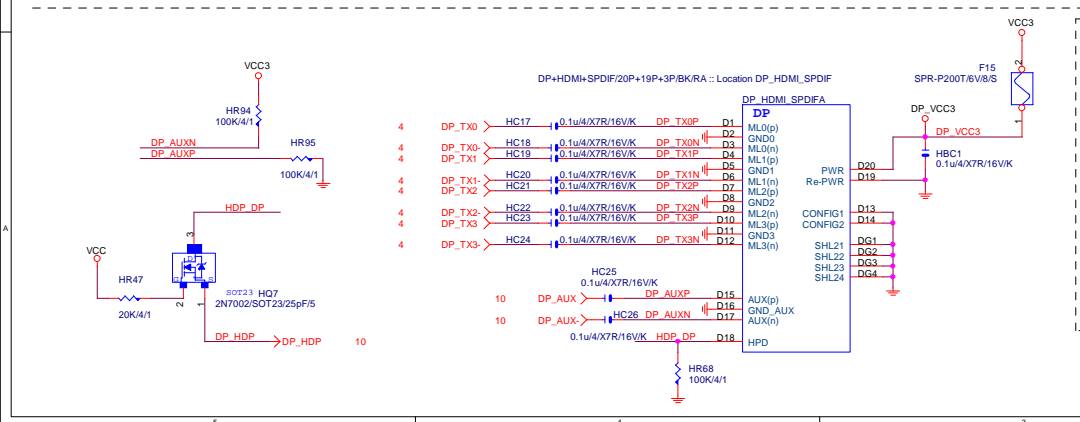 VCC3
F15
SPR-P200T/6V/8/S
2
1
DP_VCC3
DP_VCC3
HBC1
0.1u/4/X7R/16V/K
VCC3
HR94
100K/4/1
DP_AUXN
DP_AUXP
HR95
100K/4/1
HDP_DP
3
VCC
HR47
20K/4/1
2
1
SOT23 HQ7
2N7002/SOT23/25pF/5
DP_HDP
DP_HDP 10
DP+HDMI+SPDIF/20P+19P+3P/BK/RA :: Location DP_HDMI_SPDIF
DP_HDMI_SPDIFA
DP
4 DP_TX0 HC17 0.1u/4/X7R/16V/K DP_TX0P D1 ML0(p)
D2 GND0
4 DP_TX0- HC18 0.1u/4/X7R/16V/K DP_TX0N D3 ML0(n)
4 DP_TX1 HC19 0.1u/4/X7R/16V/K DP_TX1P D4 ML1(p)
D5 GND1
4 DP_TX1- HC20 0.1u/4/X7R/16V/K DP_TX1N D6 ML1(n)
4 DP_TX2 HC21 0.1u/4/X7R/16V/K DP_TX2P D7 ML2(p)
D8 GND2
4 DP_TX2- HC22 0.1u/4/X7R/16V/K DP_TX2N D9 ML2(n)
4 DP_TX3 HC23 0.1u/4/X7R/16V/K DP_TX3P D10 ML3(p)
D11 GND3
4 DP_TX3- HC24 0.1u/4/X7R/16V/K DP_TX3N D12 ML3(n)
HC25
0.1u/4/X7R/16V/K
10 DP_AUX DP_AUXP D15 AUX(p)
D16 GND_AUX
10 DP_AUX- HC26 DP_AUXN D17 AUX(n)
0.1u/4/X7R/16V/K HDP_DP D18 HPD
HR68
100K/4/1
PWR D20
Re-PWR D19
CONFIG1 D13
CONFIG2 D14
SHL21 DG1
SHL22 DG2
SHL23 DG3
SHL24 DG4
A